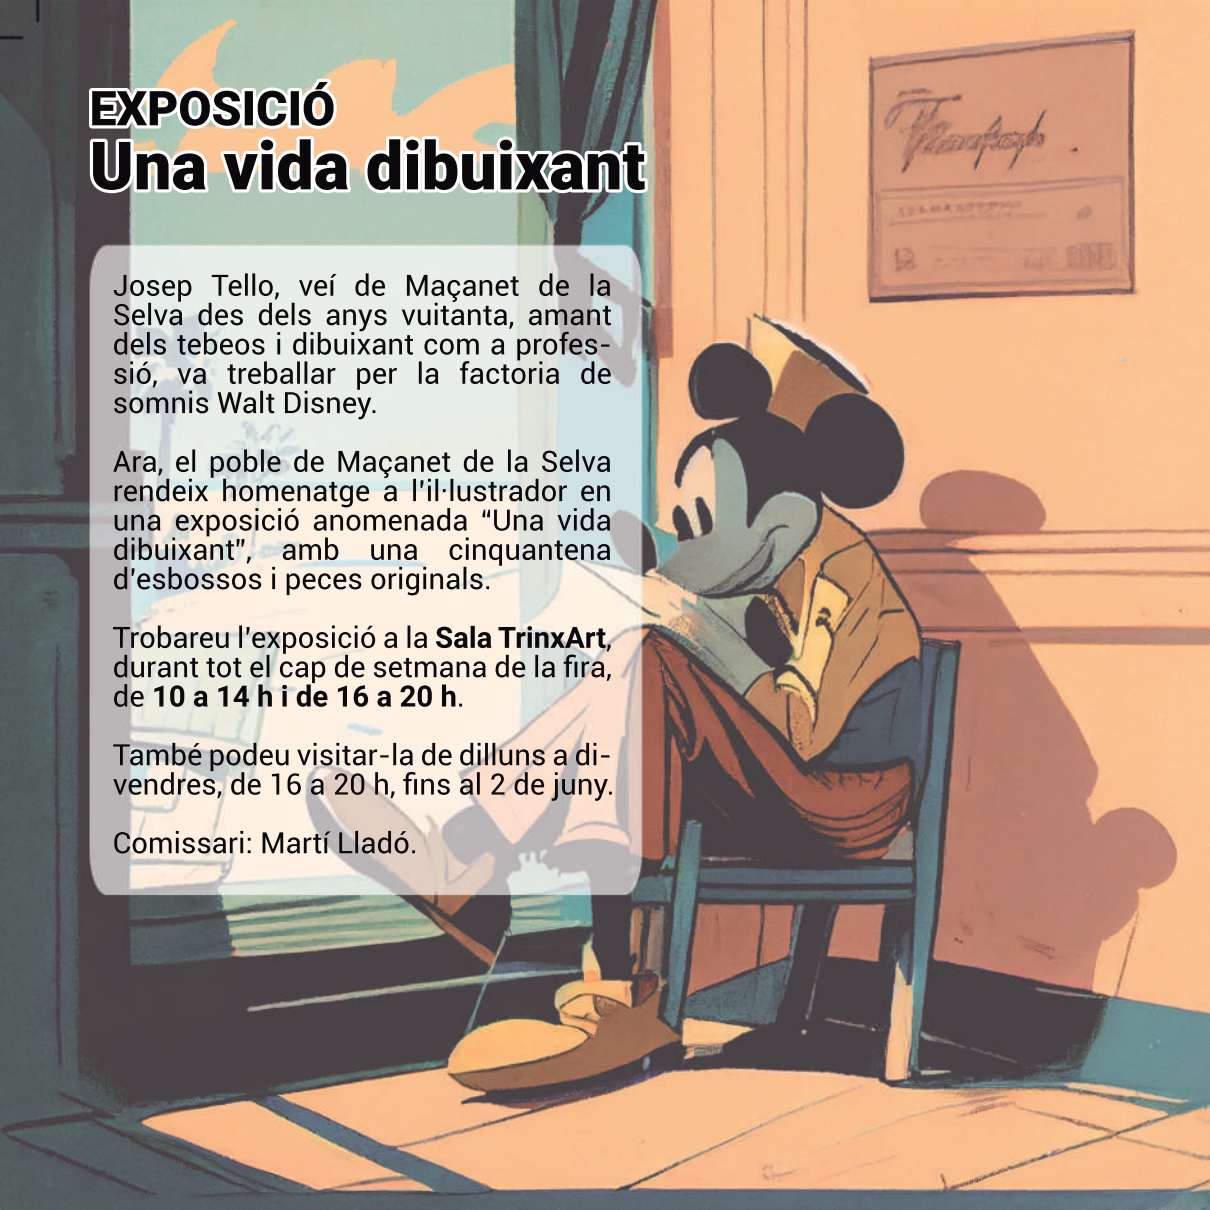 EXPOSICIÓ
Una vida dibuixant
Josep Tello, veí de Maçanet de la
Selva des dels anys vuitanta, amant
dels tebeos i dibuixant com a profes-
sió, va treballar per la factoria de
somnis Walt Disney.
Ara, el poble de Maçanet de la Selva
rendeix homenatge a l'il·lustrador en
una exposició anomenada “Una vida
dibuixant”, amb una cinquantena
d'esbossos i peces originals.
Trobareu l'exposició a la Sala TrinxArt,
durant tot el cap de setmana de la fira,
de 10 a 14 h i de 16 a 20 h.
També podeu visitar-la de dilluns a di-
vendres, de 16 a 20 h, fins al 2 de juny.
Comissari: Martí Lladó.